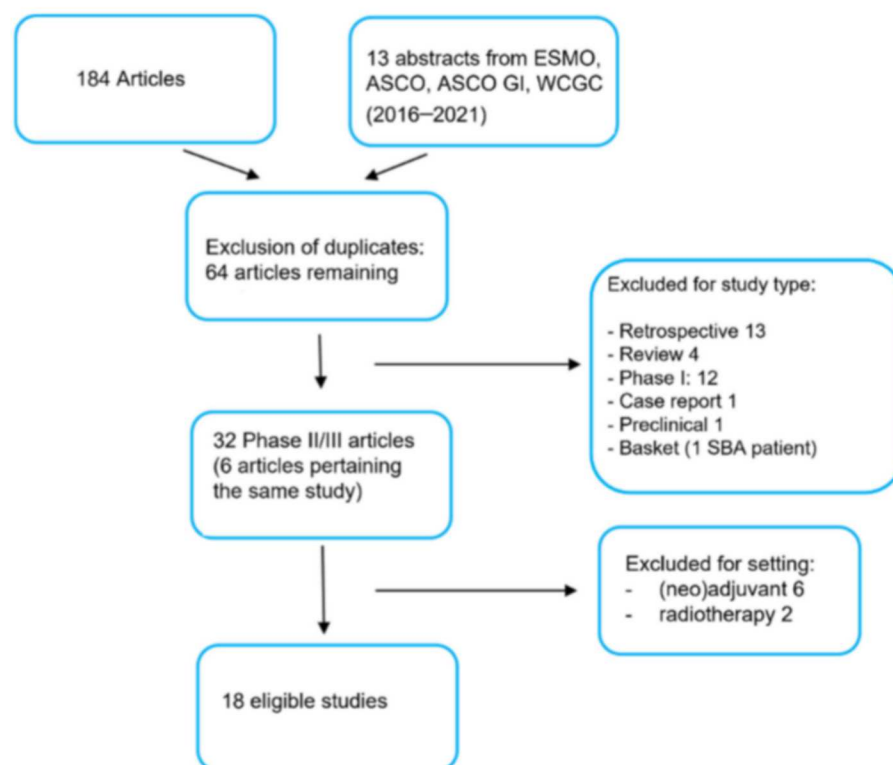 184 Articles
13 abstracts from ESMO,
ASCO, ASCO GI, WCGC
(2016–2021)
Exclusion of duplicates:
64 articles remaining
Excluded for study type:
- Retrospective 13
- Review 4
- Phase I: 12
- Case report 1
- Preclinical 1
- Basket (1 SBA patient)
32 Phase II/III articles
(6 articles pertaining
the same study)
Excluded for setting:
- (neo)adjuvant 6
- radiotherapy 2
18 eligible studies